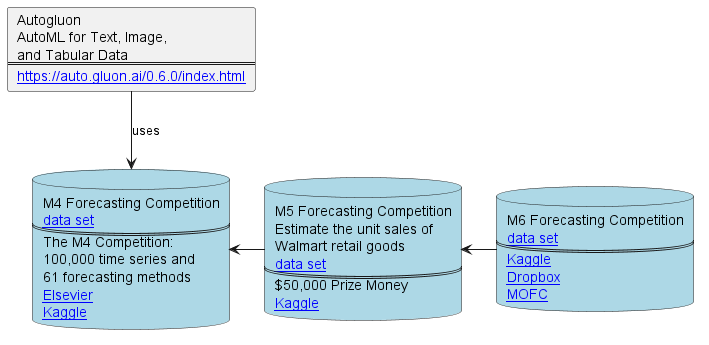 Autogluon
AutoML for Text, Image,
and Tabular Data
https://auto.gluon.ai/0.6.0/index.html
uses
M4 Forecasting Competition
data set
The M4 Competition:
100,000 time series and
61 forecasting methods
Elsevier
Kaggle
M5 Forecasting Competition
Estimate the unit sales of
Walmart retail goods
data set
$50,000 Prize Money
Kaggle
M6 Forecasting Competition
data set
Kaggle
Dropbox
MOFC